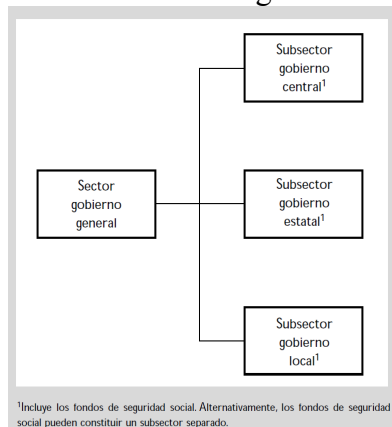 Subsector
gobierno
central¹
Sector
gobierno
general
Subsector
gobierno
estatal¹
Subsector
gobierno
local¹
¹Incluye los fondos de seguridad social. Alternativamente, los fondos de seguridad
social pueden constituir un subsector separado.